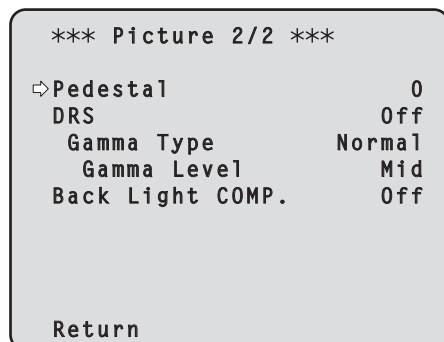 *** Picture 2/2 ***
⇨Pedestal 0
DRS Off
Gamma Type Normal
Gamma Level Mid
Back Light COMP. Off
Return